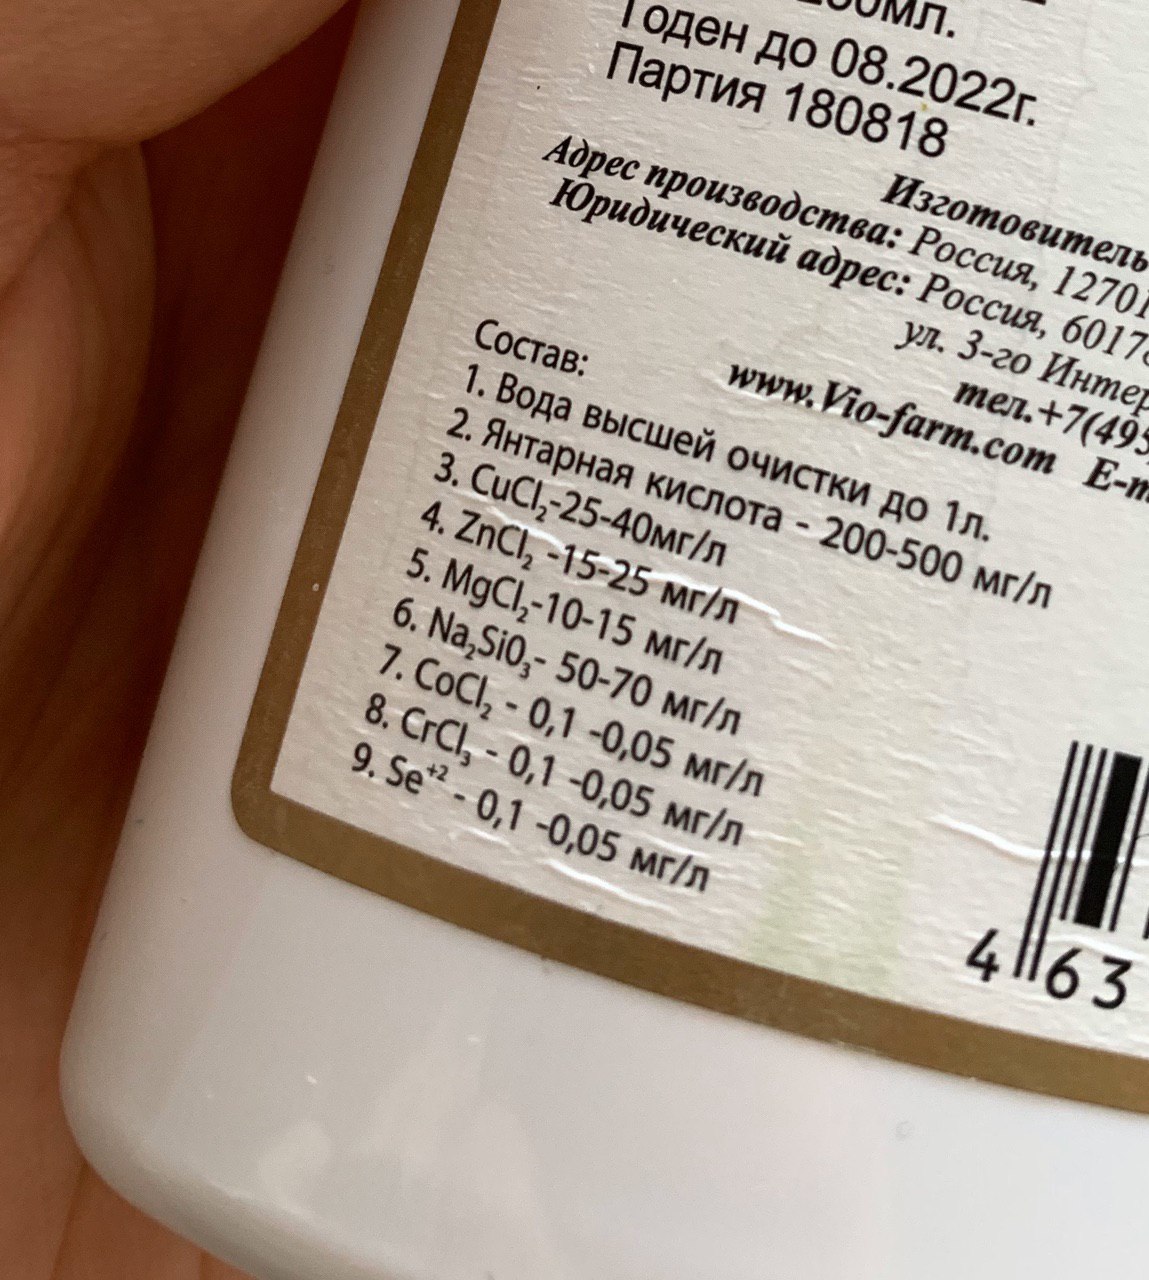 Годен до 08.2022г.
Партия 180818
Изготовитель
Адрес производства: Россия, 12701
Юридический адрес: Россия, 6017
ул. 3-го Интер
тел.+7(495
www.Vio-farm.com E-m
Состав:
1. Вода высшей очистки до 1л.
2. Янтарная кислота - 200-500 мг/л
3. CuCl₂-25-40мг/л
4. ZnCl₂ -15-25 мг/л
5. MgCl₂-10-15 мг/л
6. Na₂SiO₃- 50-70 мг/л
7. CoCl₂ - 0,1 -0,05 мг/л
8. CrCl₃ - 0,1 -0,05 мг/л
9. Se⁺² - 0,1 -0,05 мг/л
4 63